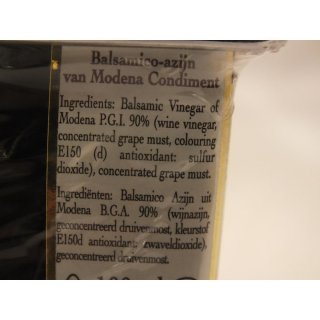 Balsamico-azijn
van Modena Condiment
Ingredients: Balsamic Vinegar of
Modena P.G.I. 90% (wine vinegar,
concentrated grape must, colouring
E150 (d) antioxidant: sulfur
dioxide), concentrated grape must.
Ingrediënten: Balsamico Azijn uit
Modena B.G.A. 90% (wijnazijn,
geconcentreerd druivenmost, kleurstof
E150d antioxidant: zwaveldioxide),
geconcentreerd druivenmost.